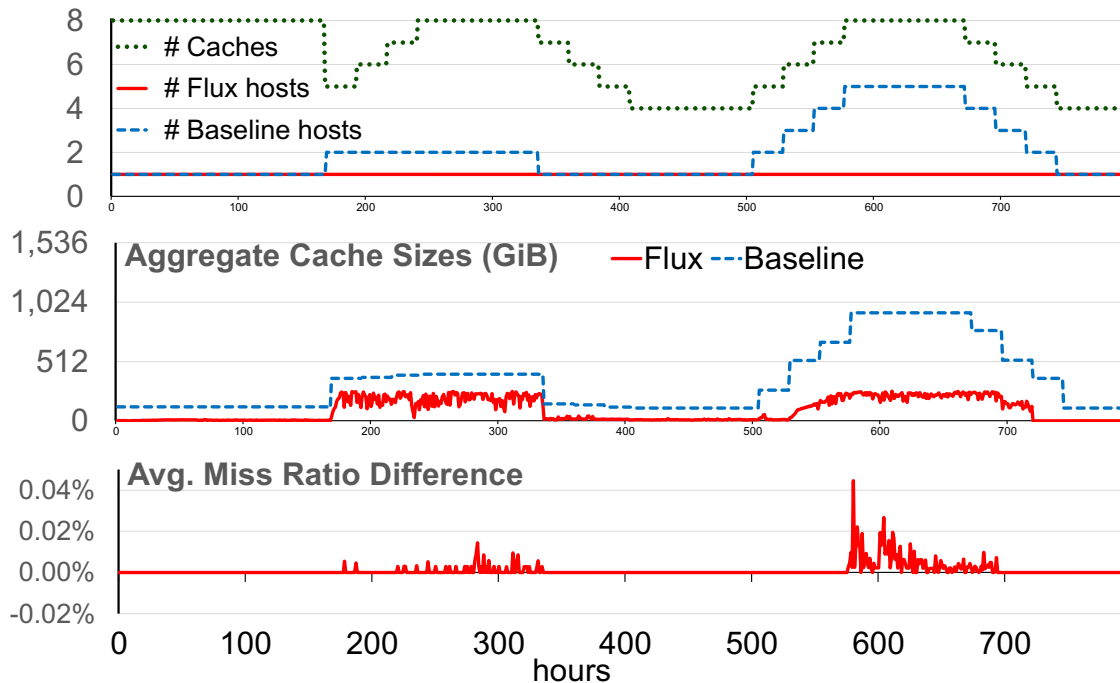 8
# Caches
6
# Flux hosts
4
# Baseline hosts
2
0
0 100 200 300 400 500 600 700
1,536
Aggregate Cache Sizes (GiB) Flux Baseline
1,024
512
0
0 100 200 300 400 500 600 700
Avg. Miss Ratio Difference
0.04%
0.02%
0.00%
-0.02%
0 100 200 300 400 500 600 700
hours